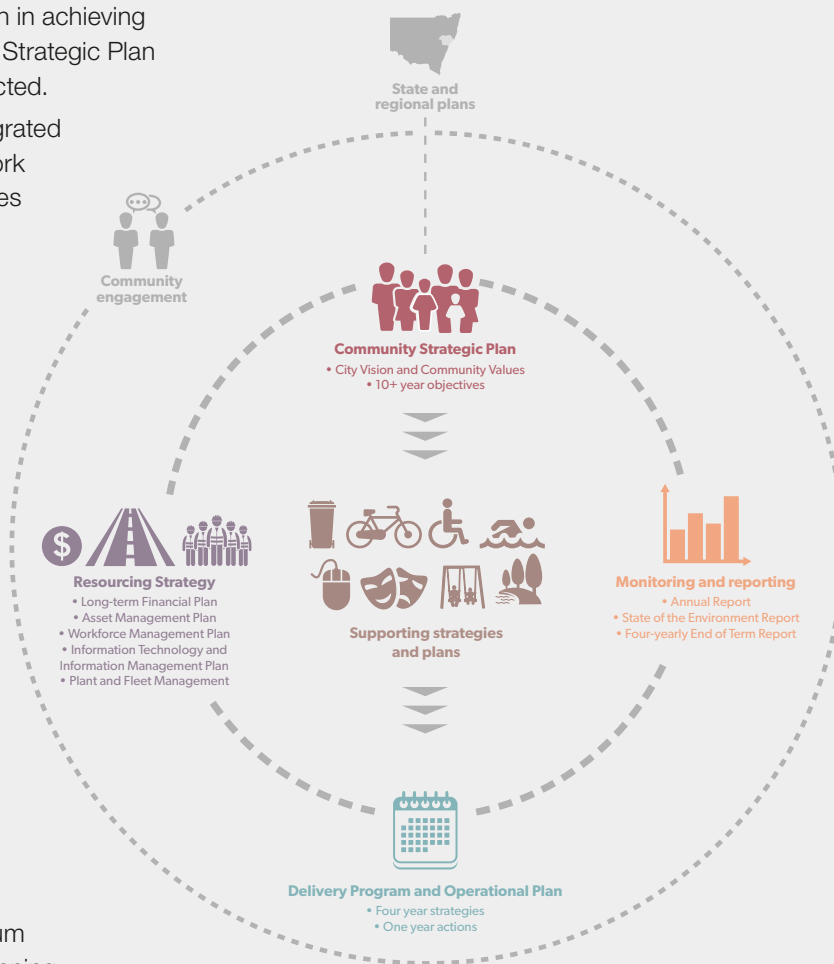 n in achieving
Strategic Plan
cted.
grated
ork
es
State and
regional plans
Community
engagement
Community Strategic Plan
• City Vision and Community Values
• 10+ year objectives
$
Resourcing Strategy
• Long-term Financial Plan
• Asset Management Plan
• Workforce Management Plan
• Information Technology and
Information Management Plan
• Plant and Fleet Management
Supporting strategies
and plans
Monitoring and reporting
• Annual Report
• State of the Environment Report
• Four-yearly End of Term Report
Delivery Program and Operational Plan
• Four year strategies
• One year actions
um